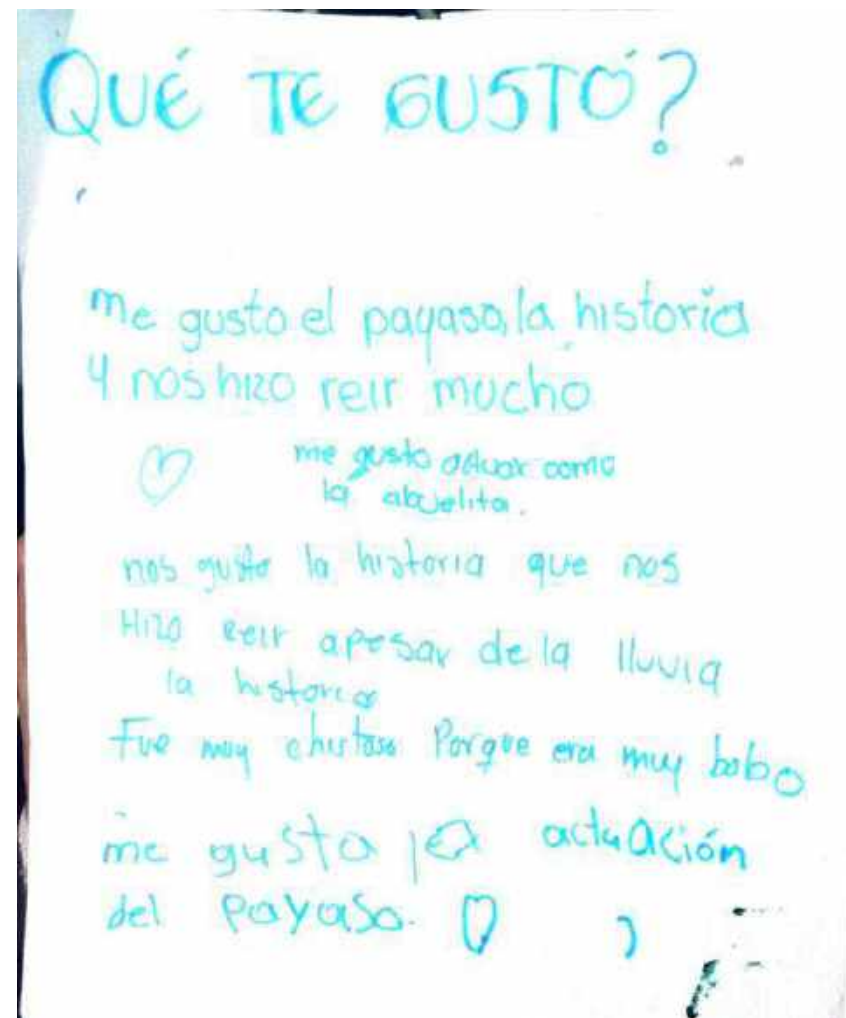 QUÉ TE GUSTÓ?
me gusto el payaso, la historia
Y nos hizo reir mucho
me gusto actuar como
la abuelita.
nos gusto la historia que nos
Hizo reir apesar de la lluvia
la historia
Fue muy chistoso Porque era muy bobo
me gusta la actuación
del payaso.